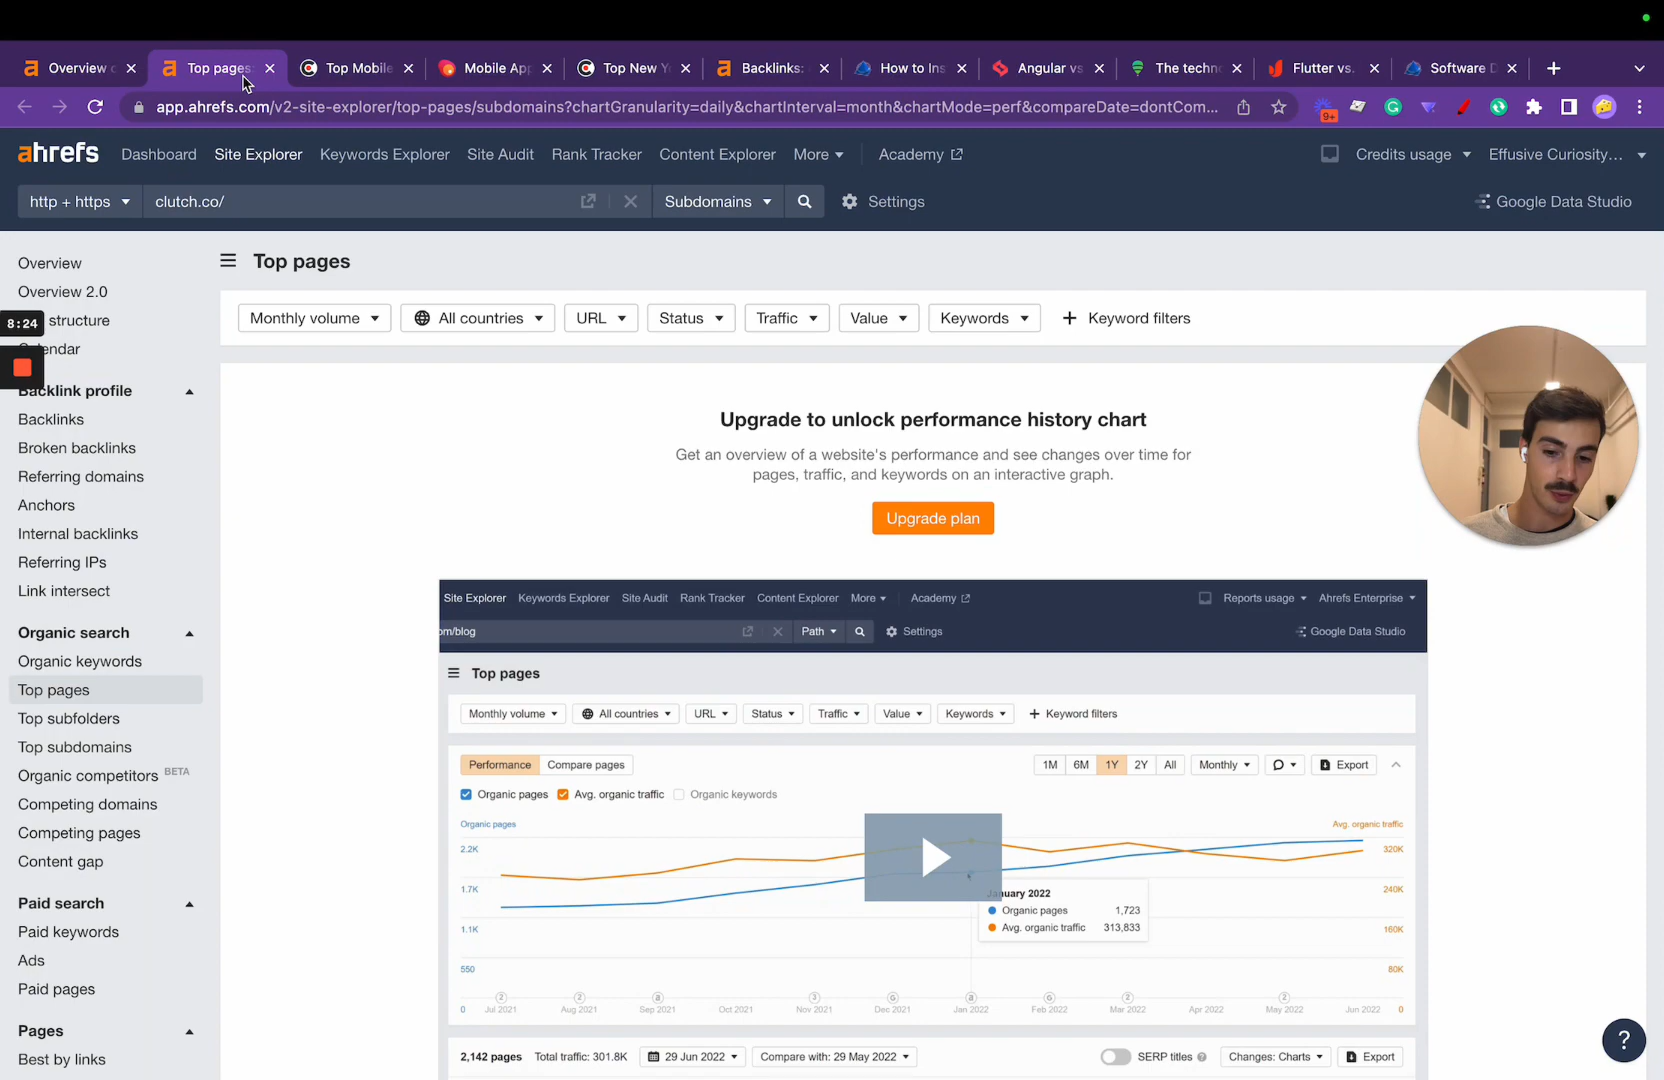 Overview
Top pages:
Top Mobile
Mobile App
Top New Y
Backlinks:
How to Ins
Angular vs
The techno
Flutter vs.
Software D
app.ahrefs.com/v2-site-explorer/top-pages/subdomains?chartGranularity=daily&chartInterval=month&chartMode=perf&compareDate=dontCom...
9+
ahrefs
Dashboard
Site Explorer
Keywords Explorer
Site Audit
Rank Tracker
Content Explorer
More
Academy
Credits usage
Effusive Curiosity...
http + https
clutch.co/
Subdomains
Settings
Google Data Studio
Overview
Overview 2.0
structure
8:24
endar
Backlink profile
Backlinks
Broken backlinks
Referring domains
Anchors
Internal backlinks
Referring IPs
Link intersect
Organic search
Organic keywords
Top pages
Top subfolders
Top subdomains
Organic competitors BETA
Competing domains
Competing pages
Content gap
Paid search
Paid keywords
Ads
Paid pages
Pages
Best by links
Top pages
Monthly volume
All countries
URL
Status
Traffic
Value
Keywords
+ Keyword filters
Upgrade to unlock performance history chart
Get an overview of a website's performance and see changes over time for
pages, traffic, and keywords on an interactive graph.
Upgrade plan
Site Explorer
Keywords Explorer
Site Audit
Rank Tracker
Content Explorer
More
Academy
Reports usage
Ahrefs Enterprise
om/blog
Path
Settings
Google Data Studio
Top pages
Monthly volume
All countries
URL
Status
Traffic
Value
Keywords
+ Keyword filters
Performance
Compare pages
1M
6M
1Y
2Y
All
Monthly
Export
Organic pages
Avg. organic traffic
Organic keywords
Organic pages
Avg. organic traffic
2.2K
320K
1.7K
240K
January 2022
Organic pages 1,723
Avg. organic traffic 313,833
1.1K
160K
550
80K
2
2
a
3
G
a
G
2
2
0
Jul 2021
Aug 2021
Sep 2021
Oct 2021
Nov 2021
Dec 2021
Jan 2022
Feb 2022
Mar 2022
Apr 2022
May 2022
Jun 2022
0
2,142 pages
Total traffic: 301.8K
29 Jun 2022
Compare with: 29 May 2022
SERP titles
Changes: Charts
Export
?